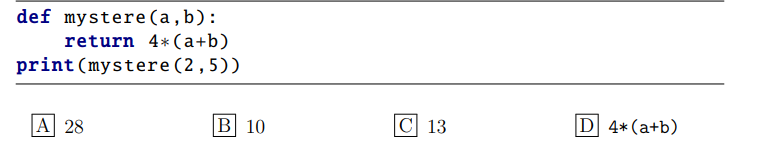 def mystere(a,b):
    return 4*(a+b)
print(mystere(2,5))
A 28 B 10 C 13 D 4*(a+b)